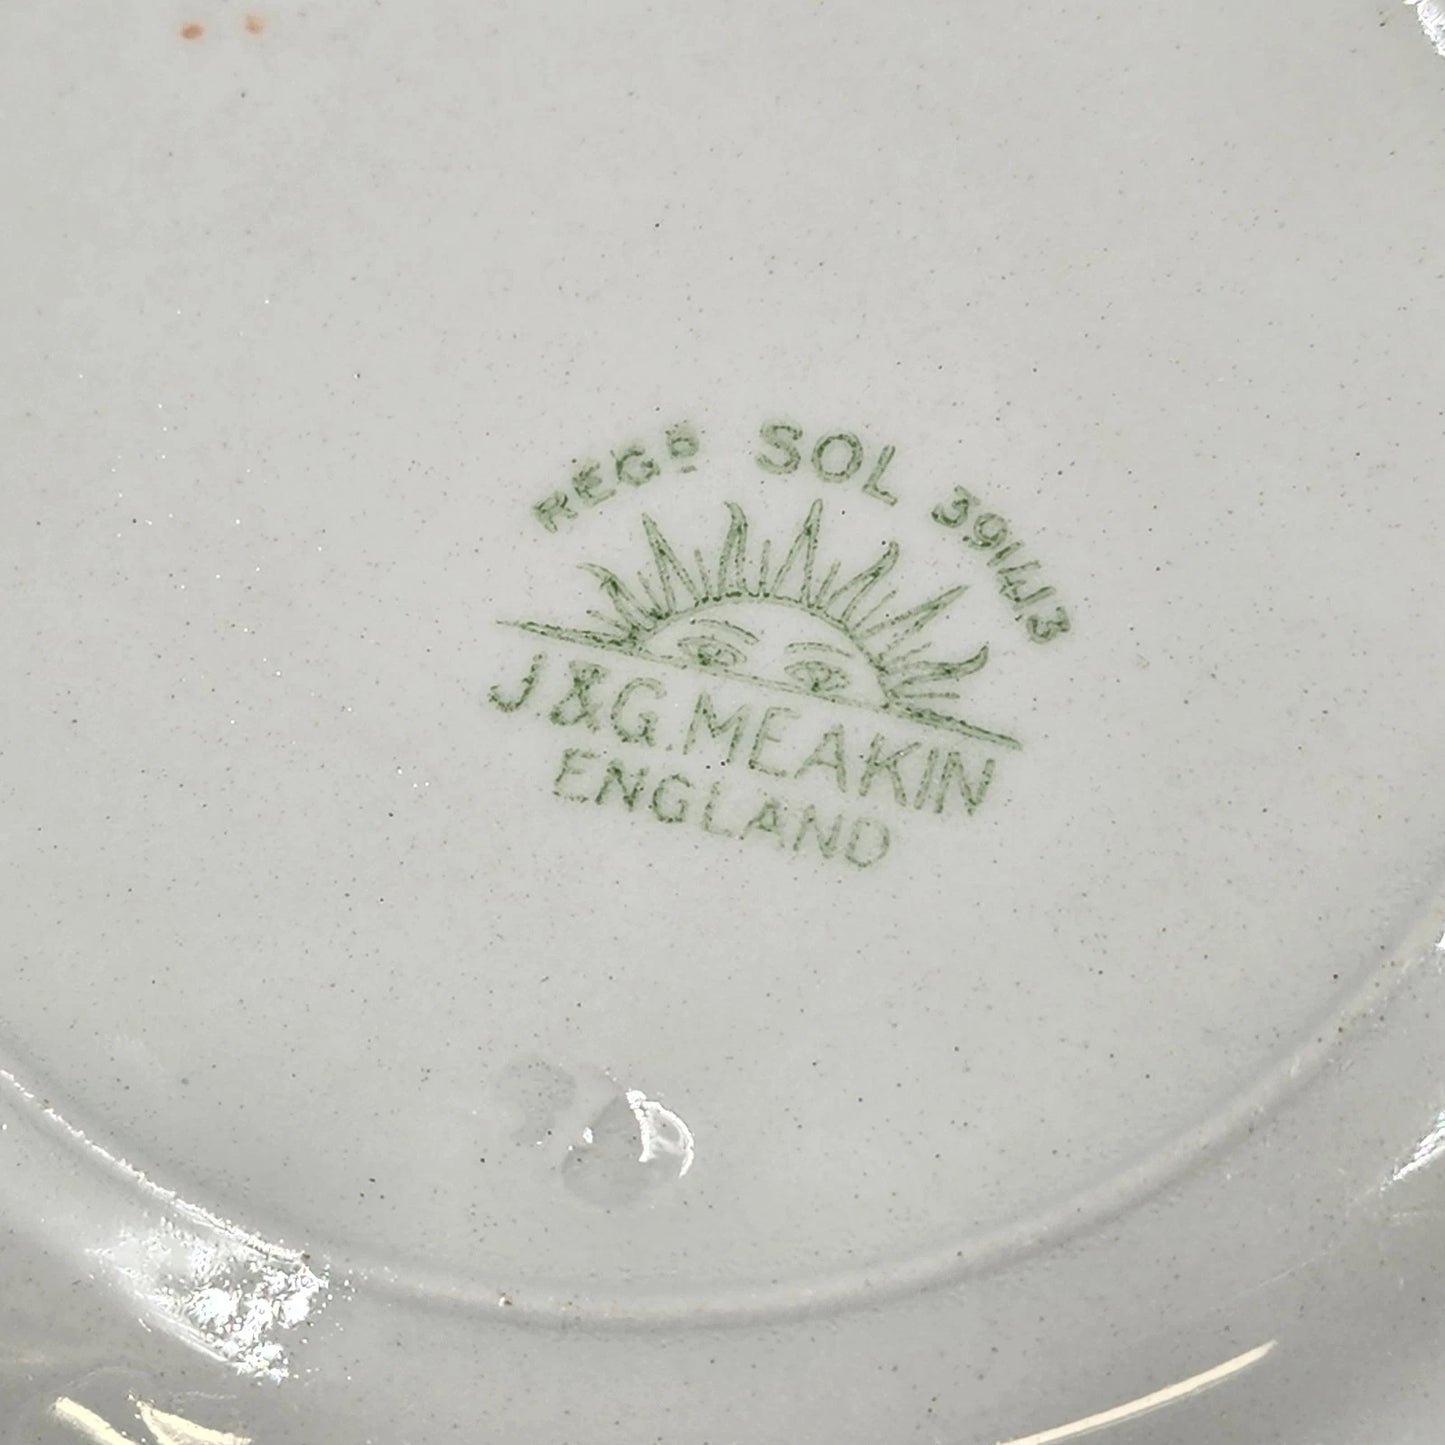 REGD SOL 391413
J.&G. MEAKIN
ENGLAND